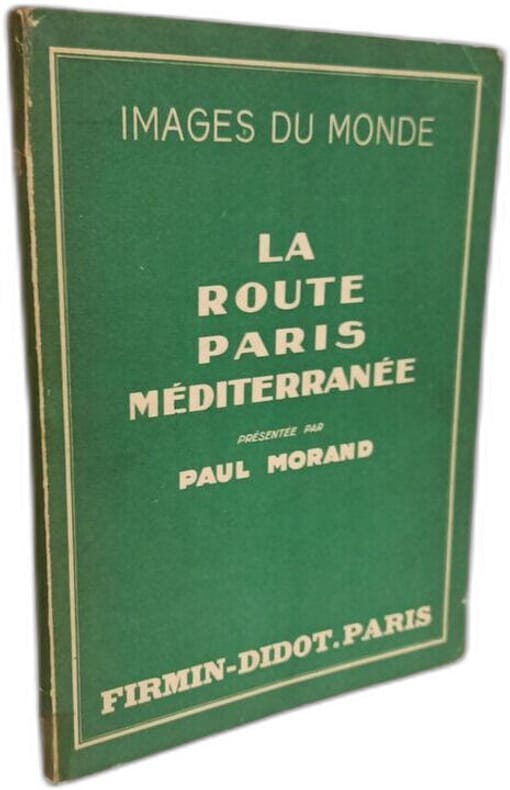 IMAGES DU MONDE
LA
ROUTE
PARIS
MÉDITERRANÉE
PRÉSENTÉE PAR
PAUL MORAND
FIRMIN-DIDOT.PARIS